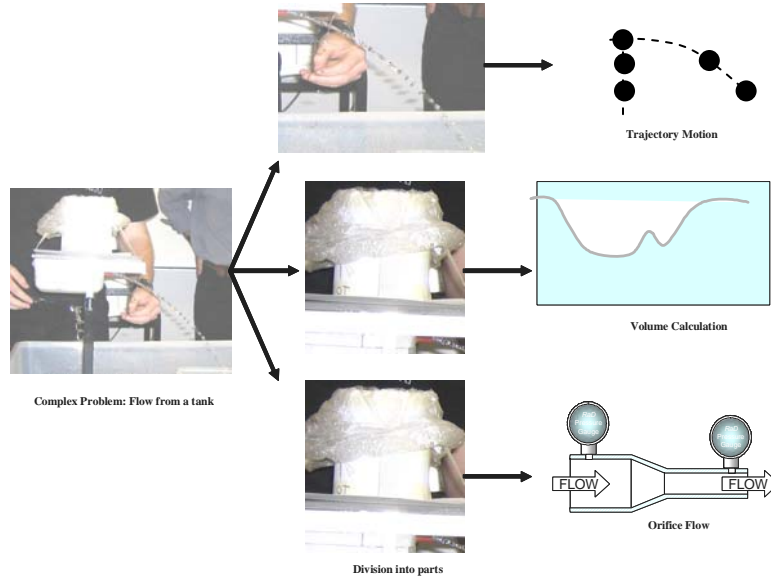 Trajectory Motion
Volume Calculation
Complex Problem: Flow from a tank
FLOW
FLOW
Orifice Flow
Division into parts